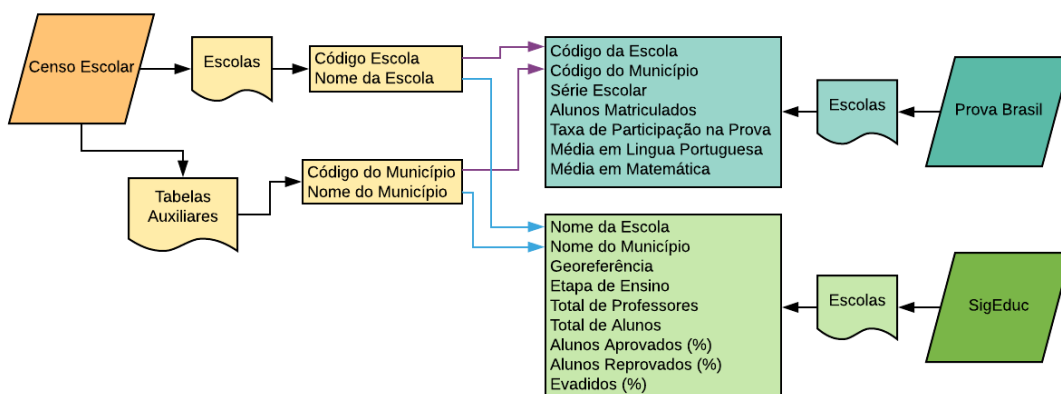 Censo Escolar
Escolas
Código Escola
Nome da Escola
Tabelas
Auxiliares
Código do Município
Nome do Município
Código da Escola
Código do Município
Série Escolar
Alunos Matriculados
Taxa de Participação na Prova
Média em Lingua Portuguesa
Média em Matemática
Escolas
Prova Brasil
Nome da Escola
Nome do Município
Georeferência
Etapa de Ensino
Total de Professores
Total de Alunos
Alunos Aprovados (%)
Alunos Reprovados (%)
Evadidos (%)
Escolas
SigEduc